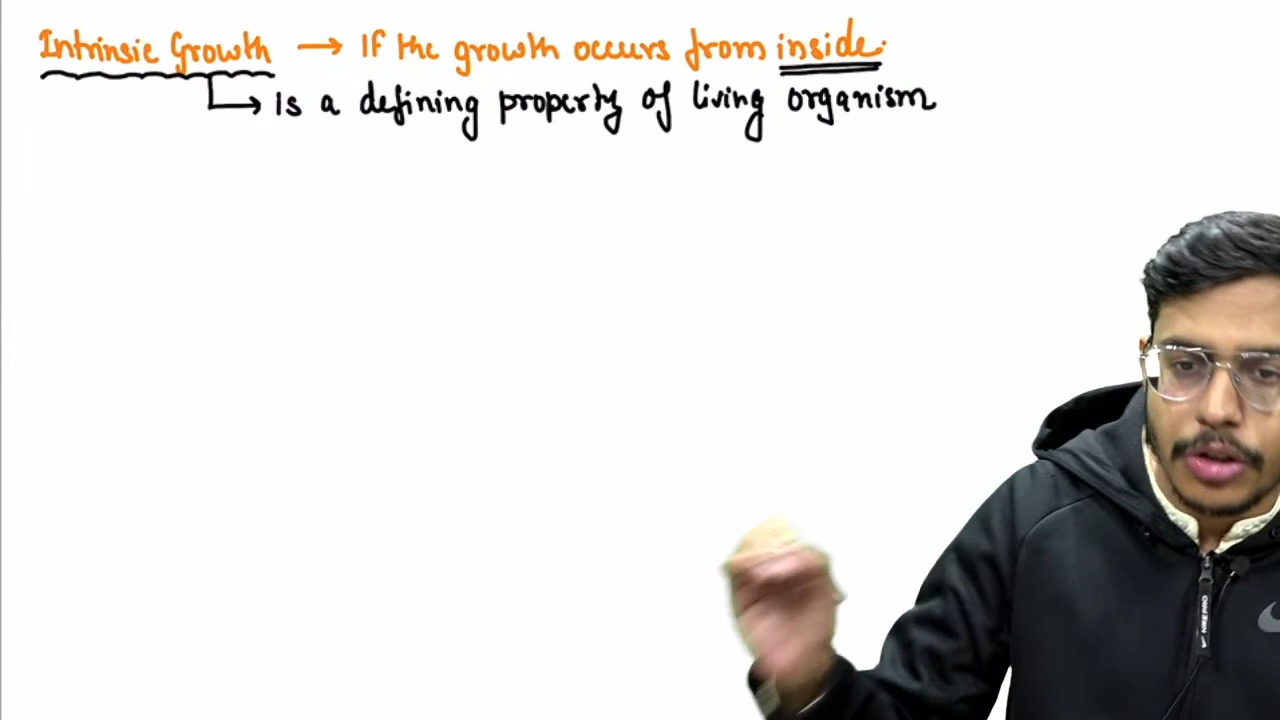 Intrinsic Growth → If the growth occurs from inside.
↳ Is a defining property of living organism